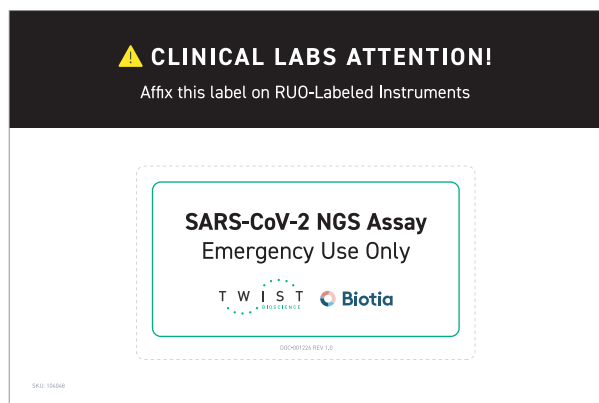 CLINICAL LABS ATTENTION!
Affix this label on RUO-Labeled Instruments
SARS-CoV-2 NGS Assay
Emergency Use Only
TWIST
BIOSCIENCE
Biotia
DOC-001226 REV 1.0
SKU: 104048